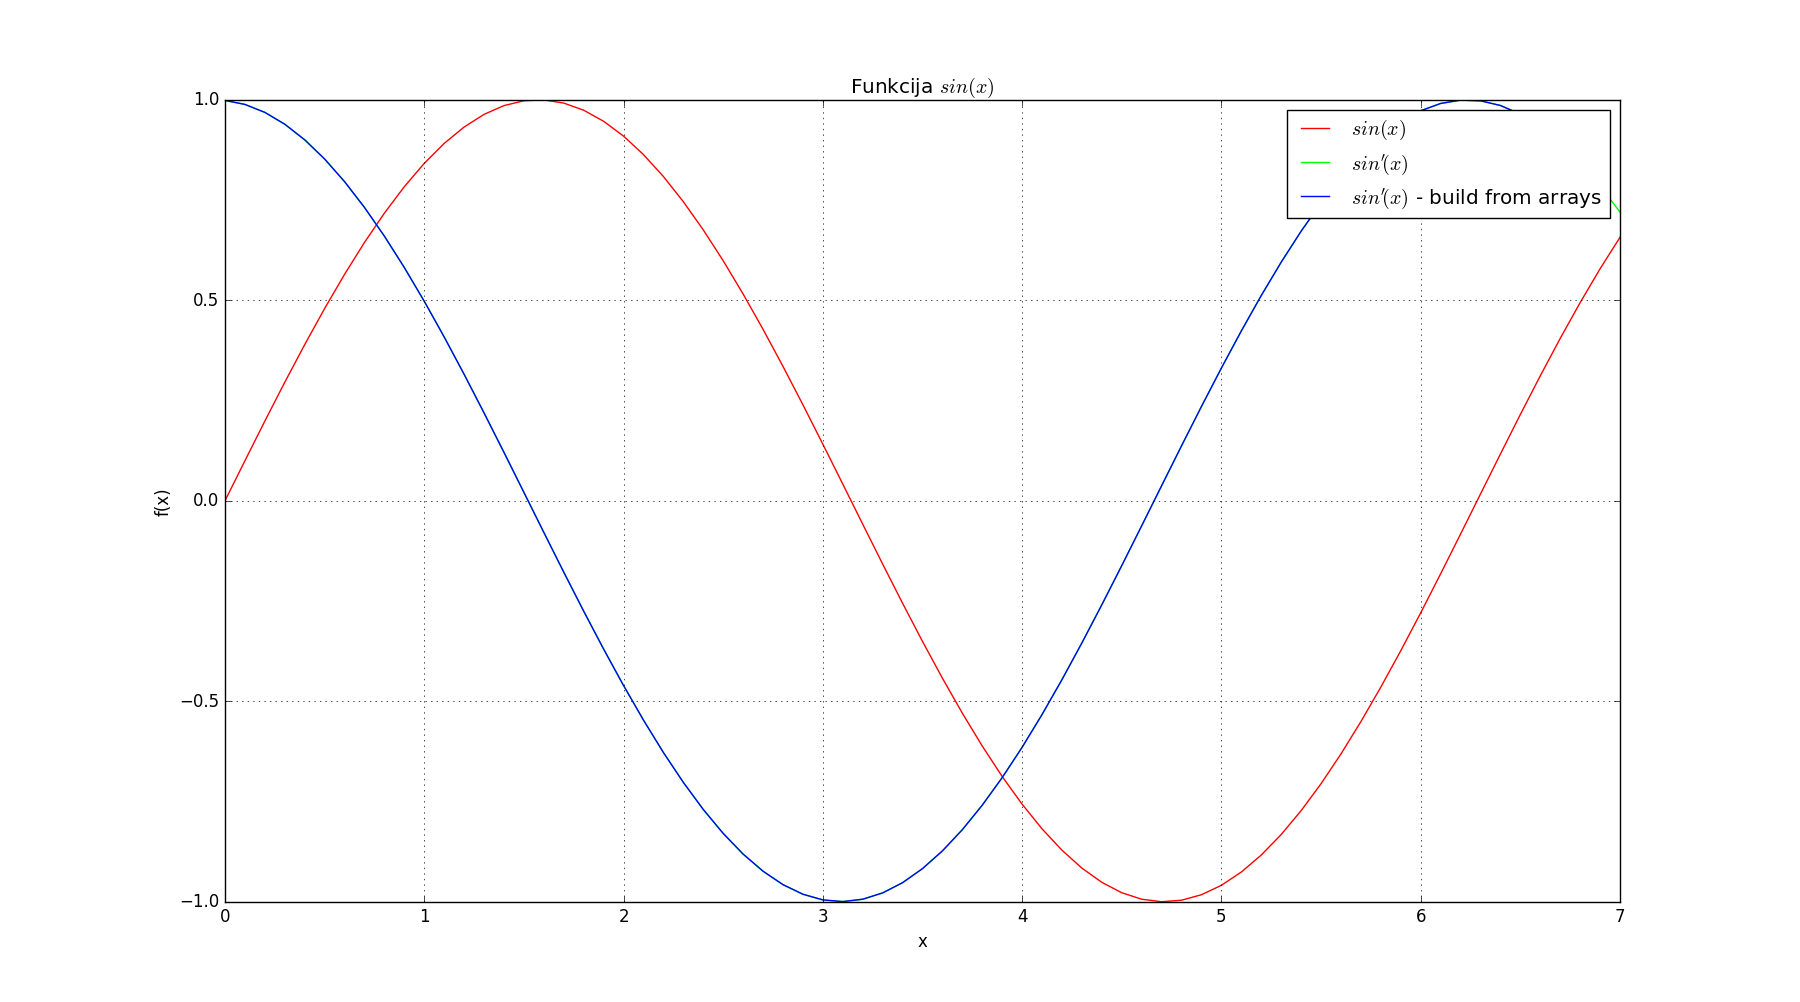 Funkcija sin(x)
1.0
0.5
0.0
−0.5
−1.0
f(x)
sin(x)
sin′(x)
sin′(x) - build from arrays
0 1 2 3 4 5 6 7
x